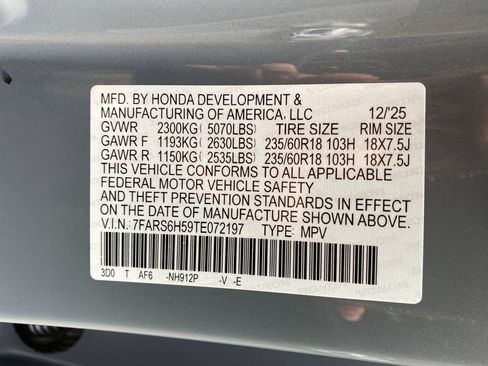 MFD. BY HONDA DEVELOPMENT &
MANUFACTURING OF AMERICA, LLC 12/'25
GVWR 2300KG(5070LBS) TIRE SIZE RIM SIZE
GAWR F 1193KG(2630LBS) 235/60R18 103H 18X7.5J
GAWR R 1150KG(2535LBS) 235/60R18 103H 18X7.5J
THIS VEHICLE CONFORMS TO ALL APPLICABLE
FEDERAL MOTOR VEHICLE SAFETY
AND THEFT PREVENTION STANDARDS IN EFFECT
ON THE DATE OF MANUFACTURE SHOWN ABOVE.
V.I.N.: 7FARS6H59TE072197 TYPE: MPV
3D0 T AF6 -NH912P -V -E